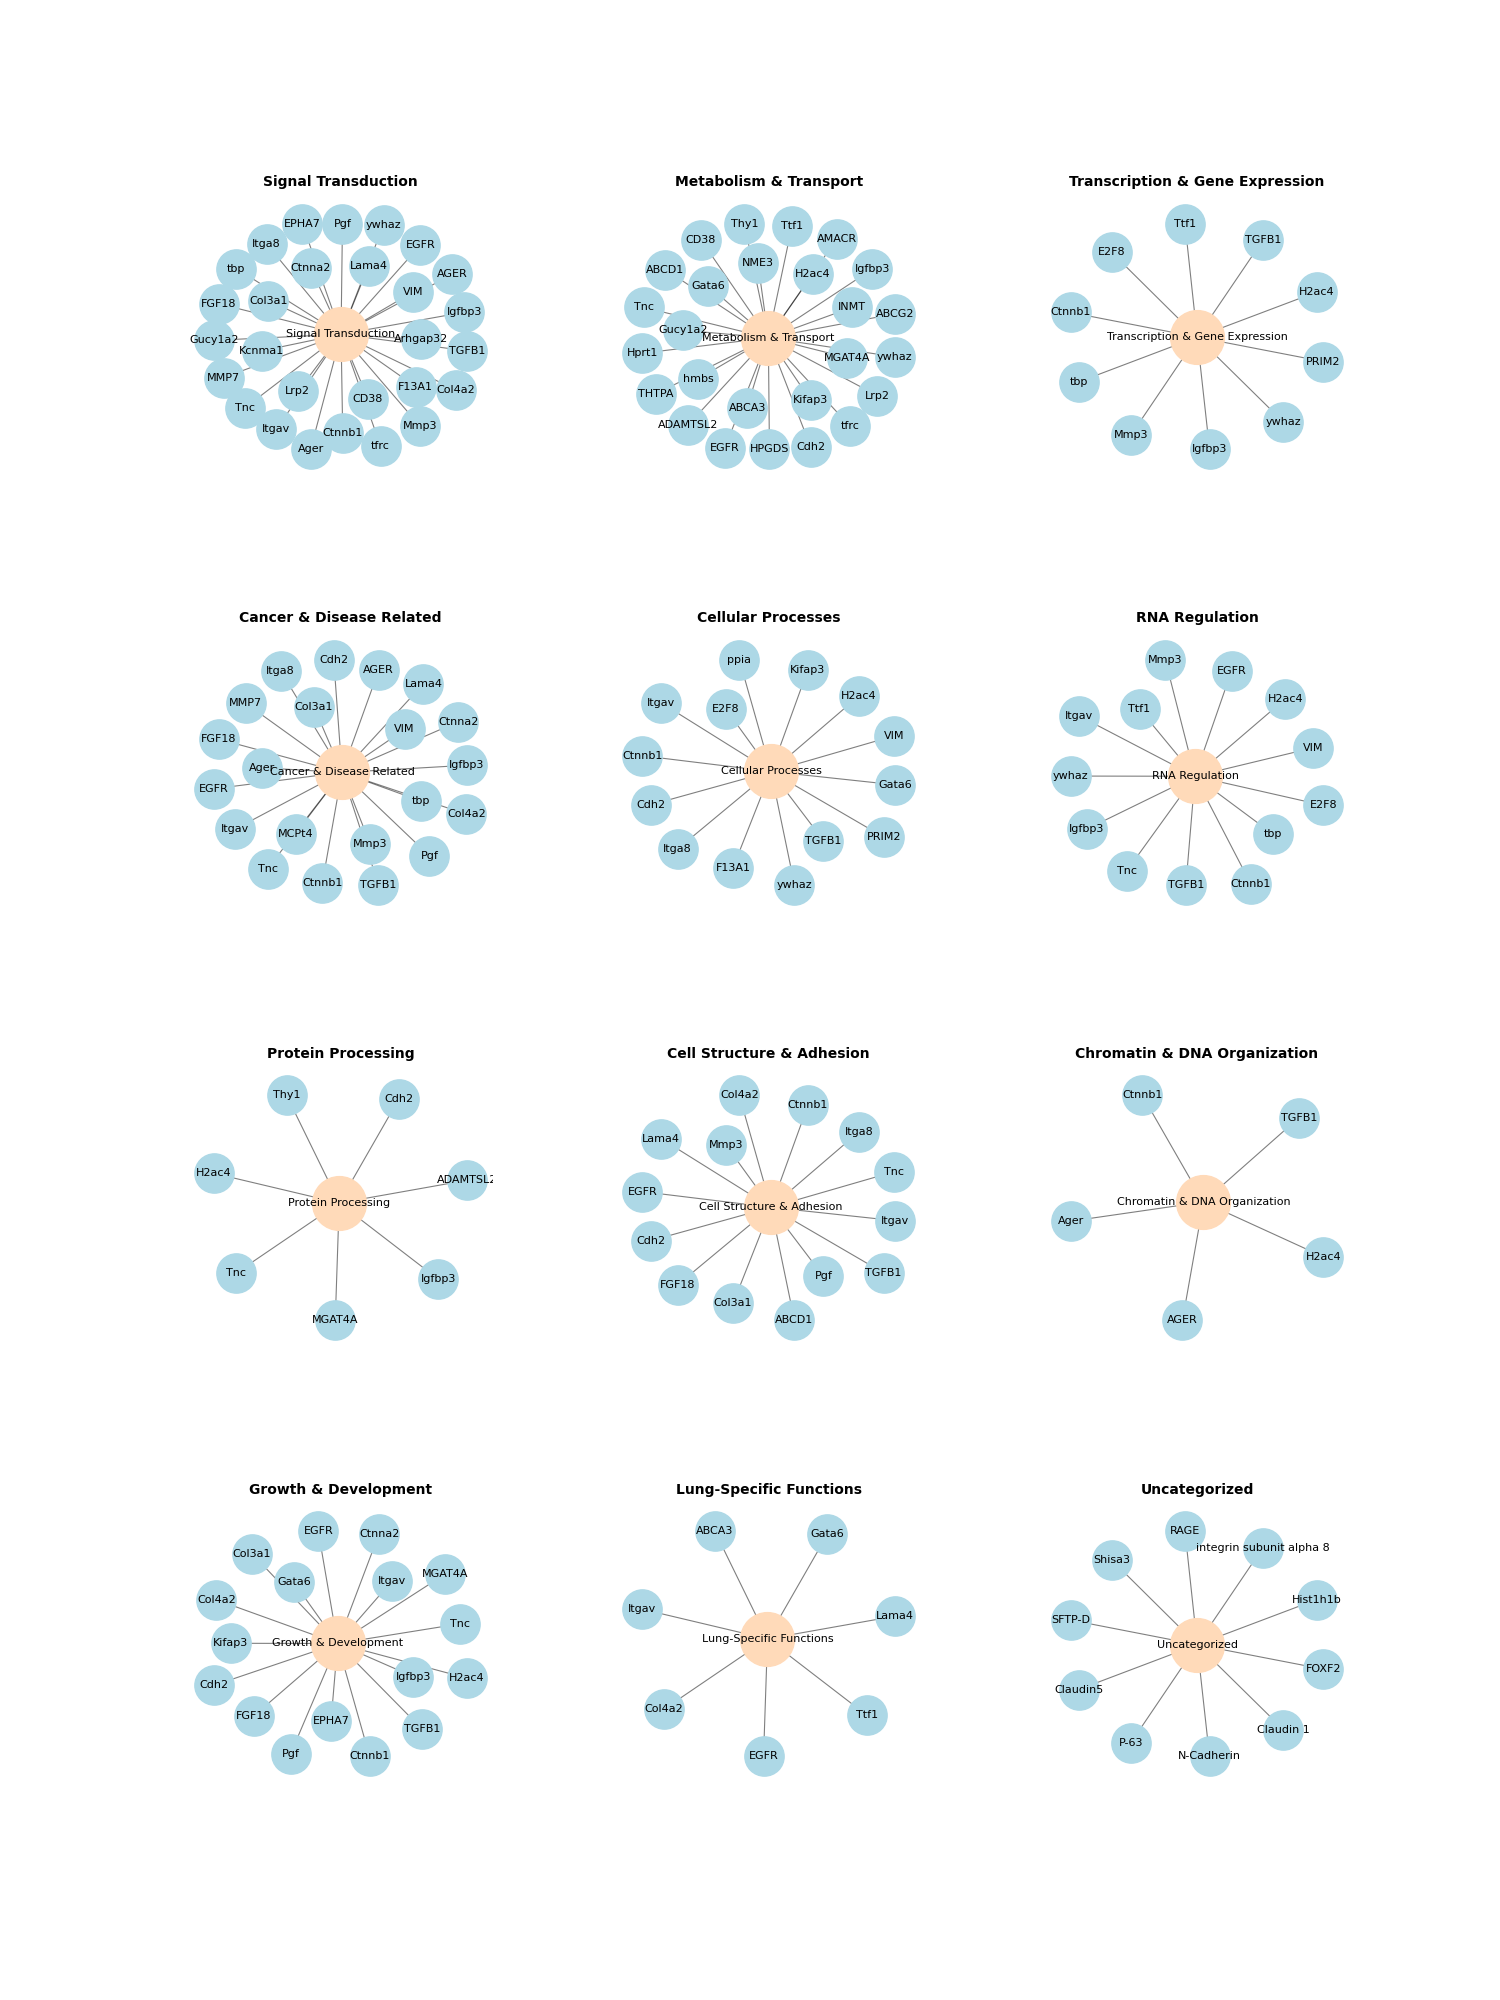 Signal Transduction
EPHA7
Pgf
ywhaz
Itga8
EGFR
tbp
Ctnna2
Lama4
AGER
FGF18
Col3a1
VIM
Igfbp3
Gucy1a2
Signal Transduction
Arhgap32
Kcnma1
TGFB1
MMP7
Lrp2
F13A1
Col4a2
Tnc
CD38
Itgav
Mmp3
Ager
Ctnnb1
tfrc
Metabolism & Transport
Thy1
Ttf1
CD38
AMACR
ABCD1
NME3
H2ac4
Igfbp3
Gata6
Tnc
INMT
ABCG2
Gucy1a2
Metabolism & Transport
Hprt1
MGAT4A
ywhaz
THTPA
hmbs
Lrp2
ABCA3
Kifap3
ADAMTSL2
tfrc
EGFR
HPGDS
Cdh2
Transcription & Gene Expression
Ttf1
TGFB1
E2F8
H2ac4
Ctnnb1
Transcription & Gene Expression
PRIM2
tbp
ywhaz
Mmp3
Igfbp3
Cancer & Disease Related
Cdh2
Itga8
AGER
Lama4
MMP7
Col3a1
Ctnna2
FGF18
VIM
Ager
Cancer & Disease Related
Igfbp3
EGFR
tbp
Col4a2
Itgav
MCPt4
Mmp3
Pgf
Tnc
Ctnnb1
TGFB1
Cellular Processes
ppia
Kifap3
Itgav
E2F8
H2ac4
VIM
Ctnnb1
Cellular Processes
Gata6
Cdh2
Itga8
TGFB1
PRIM2
F13A1
ywhaz
RNA Regulation
Mmp3
EGFR
Itgav
Ttf1
H2ac4
VIM
ywhaz
RNA Regulation
E2F8
Igfbp3
tbp
Tnc
TGFB1
Ctnnb1
Protein Processing
Thy1
Cdh2
H2ac4
ADAMTSL2
Protein Processing
Tnc
Igfbp3
MGAT4A
Cell Structure & Adhesion
Col4a2
Ctnnb1
Lama4
Mmp3
Itga8
Tnc
EGFR
Cell Structure & Adhesion
Itgav
Cdh2
FGF18
Pgf
TGFB1
Col3a1
ABCD1
Chromatin & DNA Organization
Ctnnb1
TGFB1
Ager
Chromatin & DNA Organization
H2ac4
AGER
Growth & Development
EGFR
Ctnna2
Col3a1
Gata6
Itgav
MGAT4A
Col4a2
Tnc
Kifap3
Growth & Development
Cdh2
Igfbp3
H2ac4
FGF18
EPHA7
TGFB1
Pgf
Ctnnb1
Lung-Specific Functions
ABCA3
Gata6
Itgav
Lama4
Lung-Specific Functions
Col4a2
Ttf1
EGFR
Uncategorized
RAGE
integrin subunit alpha 8
Shisa3
Hist1h1b
SFTP-D
Uncategorized
FOXF2
Claudin5
Claudin 1
P-63
N-Cadherin